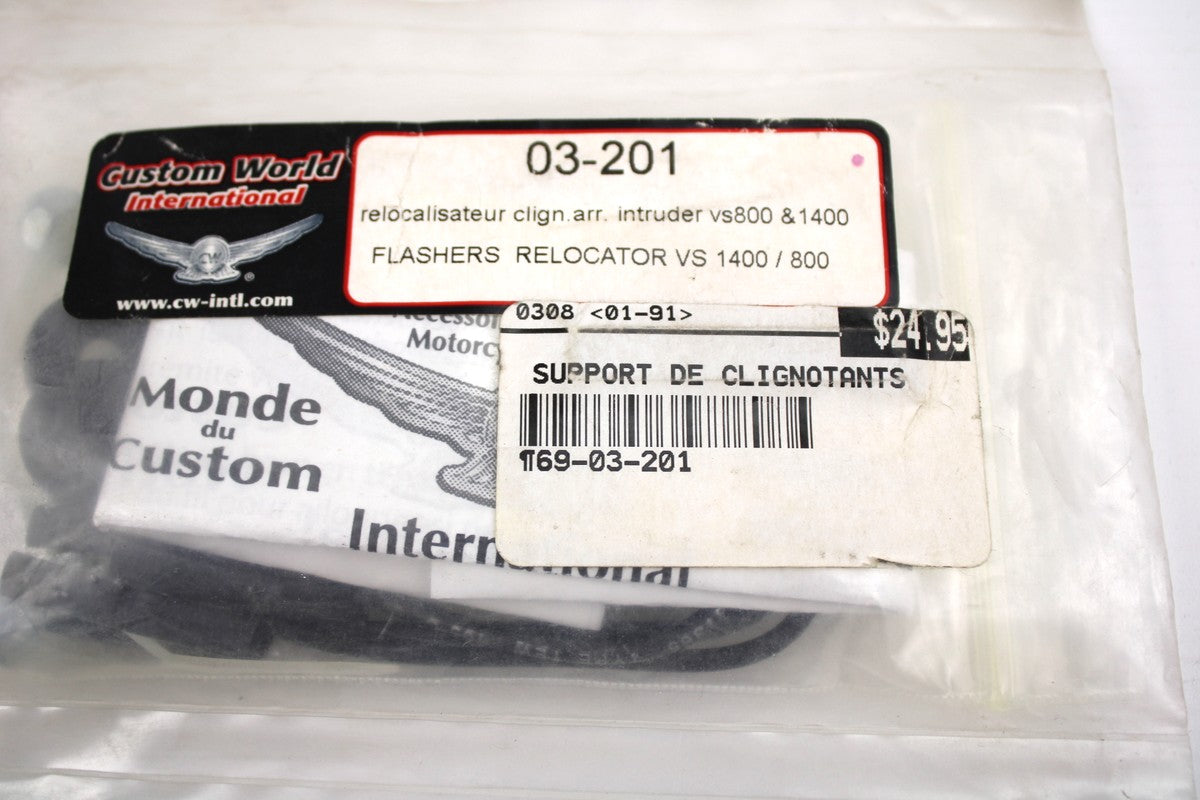 Custom World
International
CW
®
www.cw-intl.com
03-201
relocalisateur clign.arr. intruder vs800 &1400
FLASHERS RELOCATOR VS 1400 / 800
0308 <01-91>
$24.95
SUPPORT DE CLIGNOTANTS
¶69-03-201
Monde
du
Custom
International